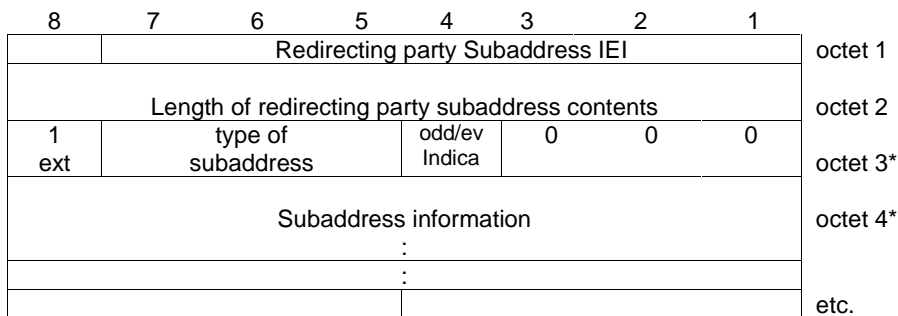 8 7 6 5 4 3 2 1
Redirecting party Subaddress IEI octet 1
Length of redirecting party subaddress contents octet 2
1 type of odd/ev 0 0 0
ext subaddress Indica octet 3*
Subaddress information octet 4*
:
:
etc.